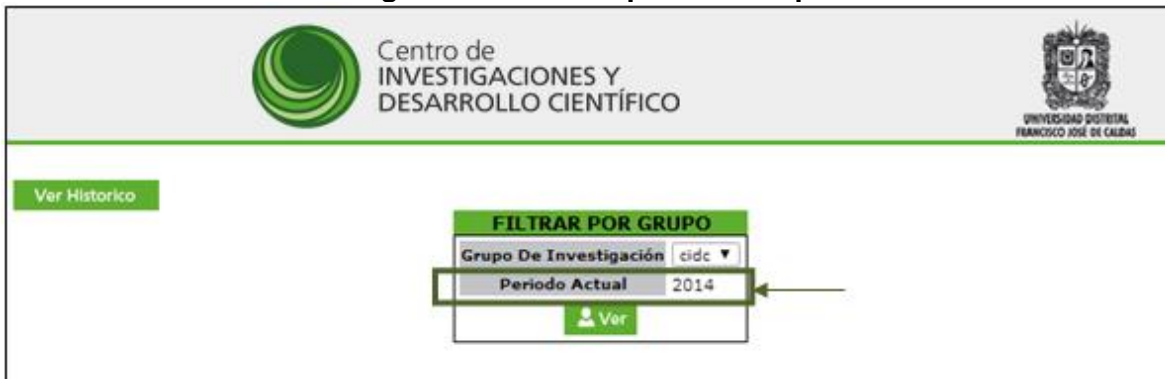 Centro de
INVESTIGACIONES Y
DESARROLLO CIENTÍFICO
UNIVERSIDAD DISTRITAL
FRANCISCO JOSÉ DE CALDAS
Ver Historico
FILTRAR POR GRUPO
Grupo De Investigación cidc
Periodo Actual 2014
Ver